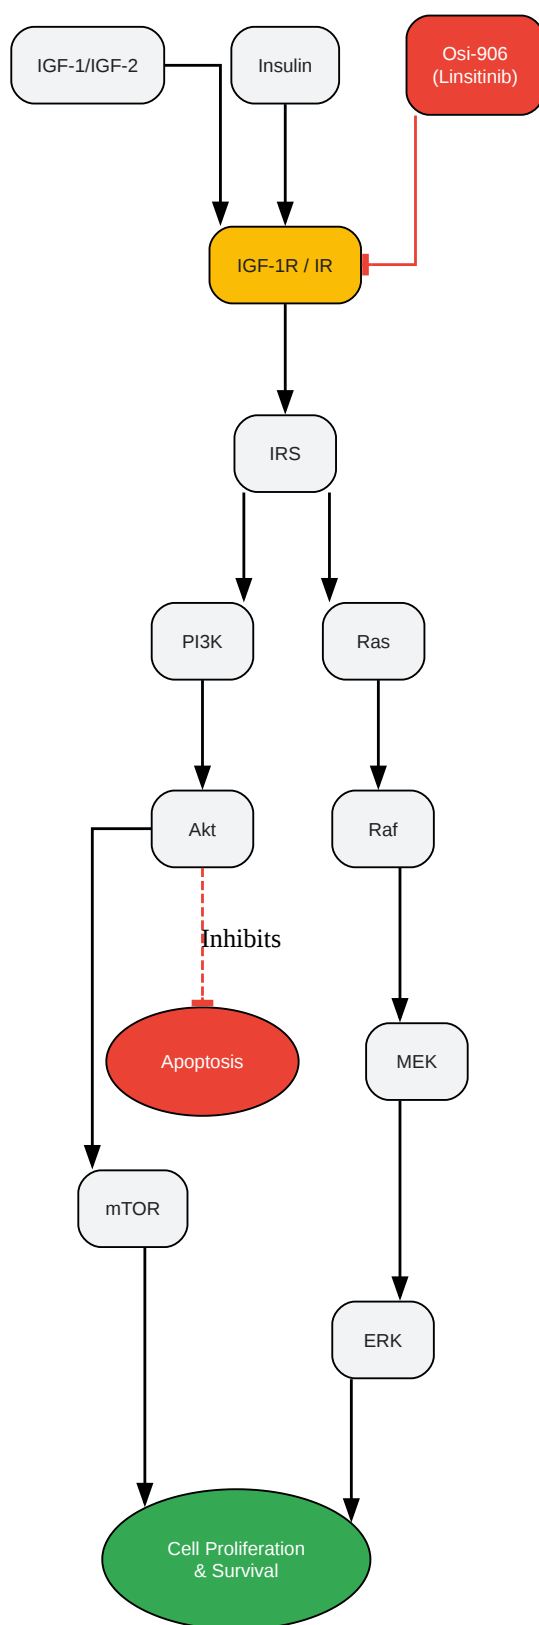 IGF-1/IGF-2
Insulin
Osi-906
(Linsitinib)
IGF-1R / IR
IRS
PI3K
Ras
Akt
Raf
Inhibits
Apoptosis
MEK
mTOR
ERK
Cell Proliferation
& Survival